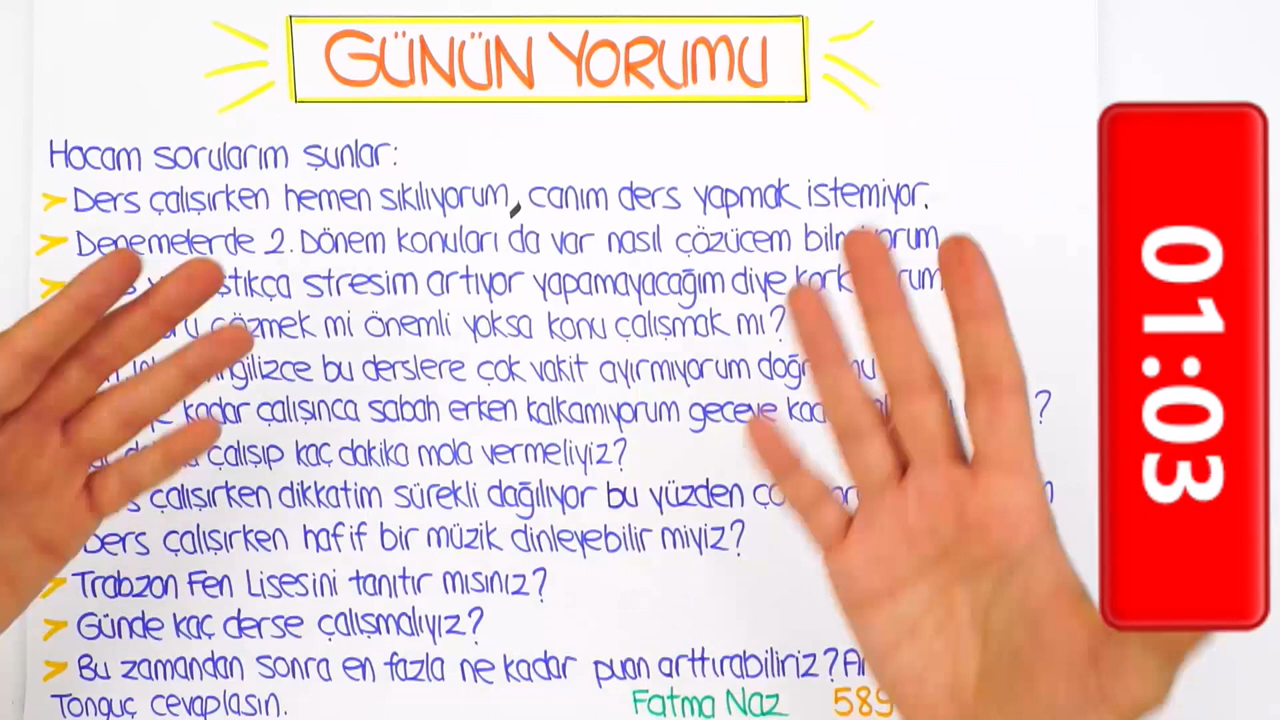 GÜNÜN YORUMU
Hocam sorularım şunlar:
➤ Ders çalışırken hemen sıkılıyorum, canım ders yapmak istemiyor.
➤ Denemelerde 2. Dönem konuları da var nasıl çözücem
stresim artıyor yapamayacağım diye
çözmek mi önemli yoksa konu çalışmak mı?
ingilizce bu derslere çok vakit ayırmıyorum
kadar çalışınca sabah erken kalkamıyorum geceye
çalışıp kaç dakika mola vermeliyiz?
çalışırken dikkatim sürekli dağılıyor bu yüzden
Ders çalışırken hafif bir müzik dinleyebilir miyiz?
➤ Trabzon Fen Lisesini tanıtır mısınız?
➤ Günde kaç derse çalışmalıyız?
➤ Bu zamandan sonra en fazla ne kadar puan arttırabiliriz?
Tonguç cevaplasın.
Fatma Naz 589
01:03